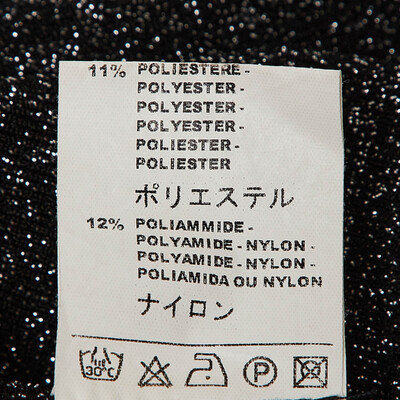 11% POLIESTERE -
POLYESTER -
POLYESTER -
POLYESTER -
POLIESTER -
POLIESTER
ポリエステル
12% POLIAMMIDE -
POLYAMIDE - NYLON -
POLYAMIDE - NYLON -
POLIAMIDA OU NYLON
ナイロン
30°C P